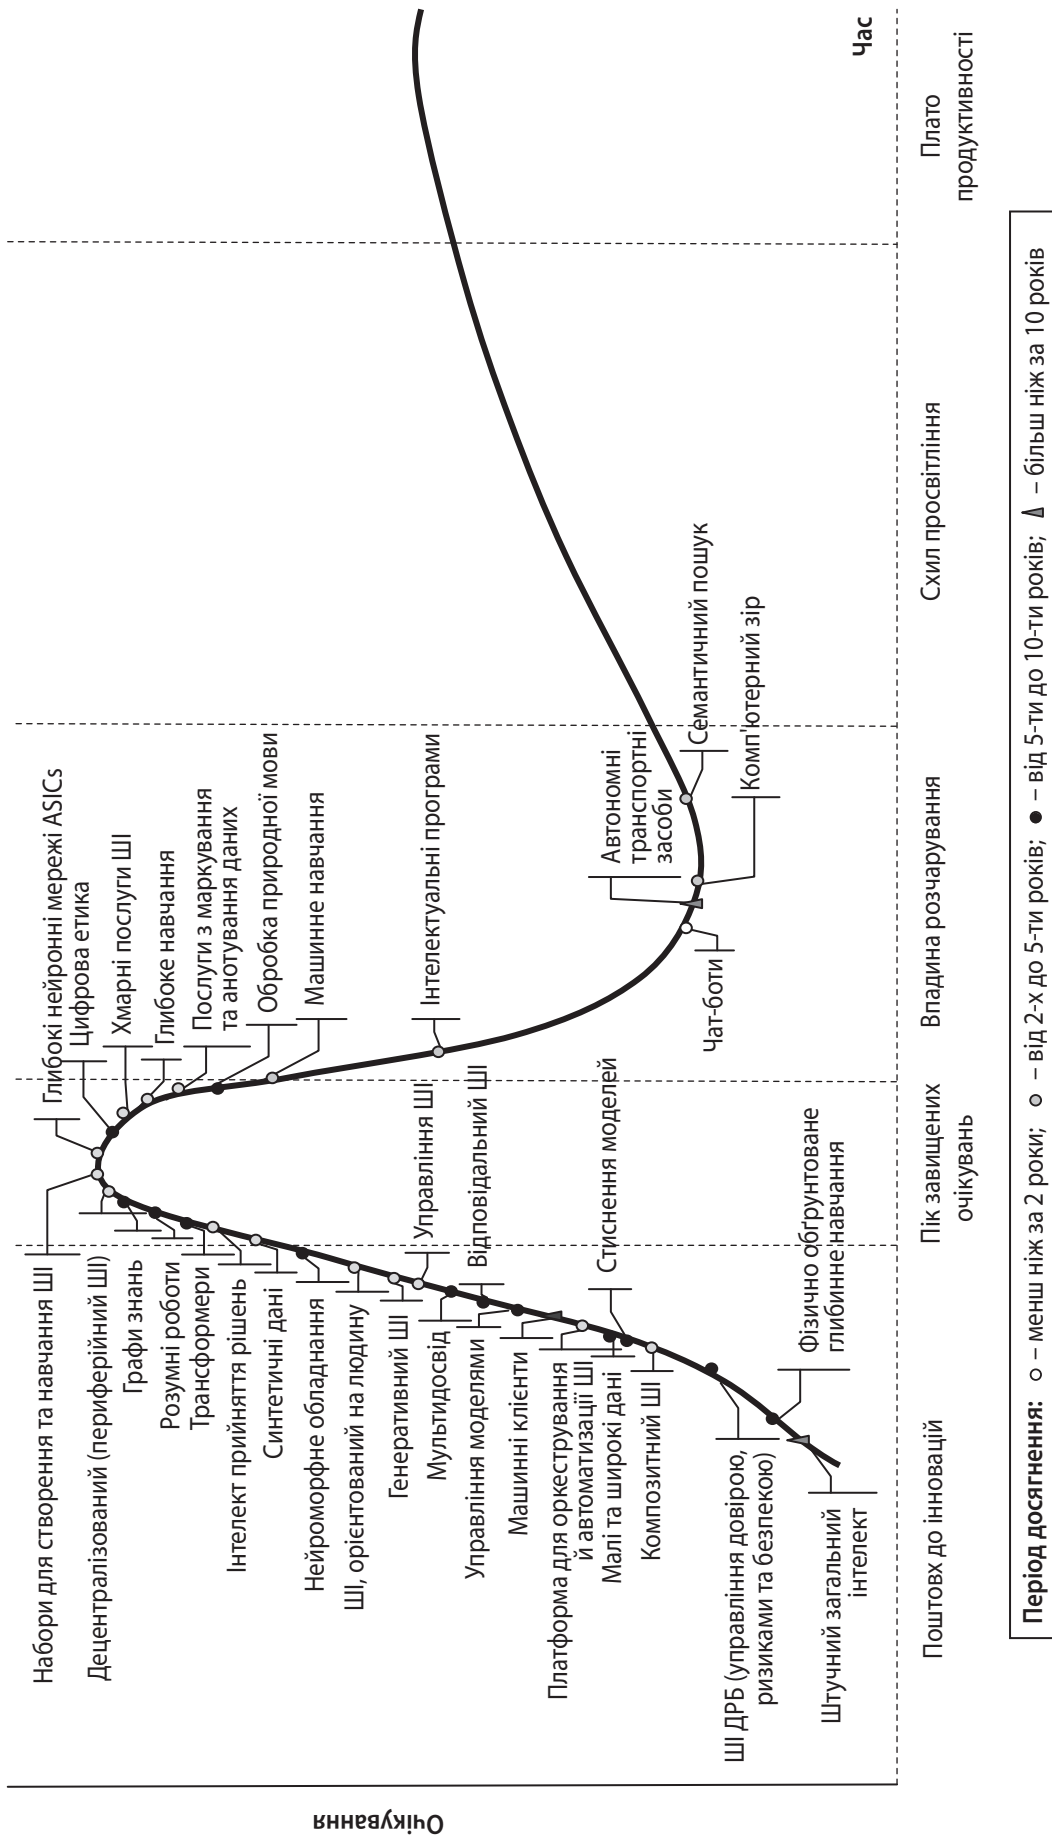 Очікування
Набори для створення та навчання ШІ
Децентралізований (периферійний ШІ)
Графи знань
Розумні роботи
Трансформери
Інтелект прийняття рішень
Синтетичні дані
Нейроморфне обладнання
ШІ, орієнтований на людину
Генеративний ШІ
Мультидосвід
Управління моделями
Машинні клієнти
Платформа для оркестрування
й автоматизації ШІ
Малі та широкі дані
Композитний ШІ
ШІ ДРБ (управління довірою,
ризиками та безпекою)
Штучний загальний
інтелект
Фізично обґрунтоване
глибинне навчання
Стиснення моделей
Відповідальний ШІ
Управління ШІ
Глибокі нейронні мережі ASICs
Цифрова етика
Хмарні послуги ШІ
Глибоке навчання
Послуги з маркування
та анотування даних
Обробка природної мови
Машинне навчання
Інтелектуальні програми
Чат-боти
Автономні
транспортні
засоби
Семантичний пошук
Комп'ютерний зір
Час
Поштовх до інновацій
Пік завищених
очікувань
Впадина розчарування
Схил просвітління
Плато
продуктивності
Період досягнення: – менш ніж за 2 роки; – від 2-х до 5-ти років; – від 5-ти до 10-ти років; – більш ніж за 10 років